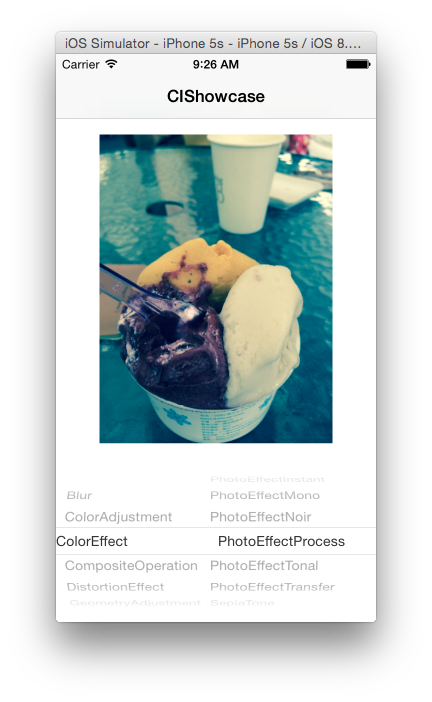 iOS Simulator - iPhone 5s - iPhone 5s / iOS 8....
Carrier 9:26 AM
CIShowcase
PhotoEffectInstant
Blur PhotoEffectMono
ColorAdjustment PhotoEffectNoir
ColorEffect PhotoEffectProcess
CompositeOperation PhotoEffectTonal
DistortionEffect PhotoEffectTransfer
GeometryAdjustment SepiaTone